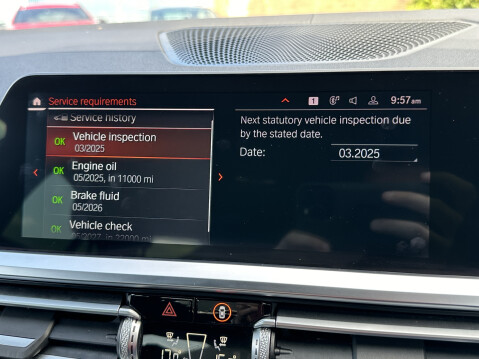 Service requirements
1
9:57am
Service history
OK Vehicle inspection
03/2025
OK Engine oil
05/2025, in 11000 mi
OK Brake fluid
05/2026
OK Vehicle check
Next statutory vehicle inspection due
by the stated date.
Date: 03.2025